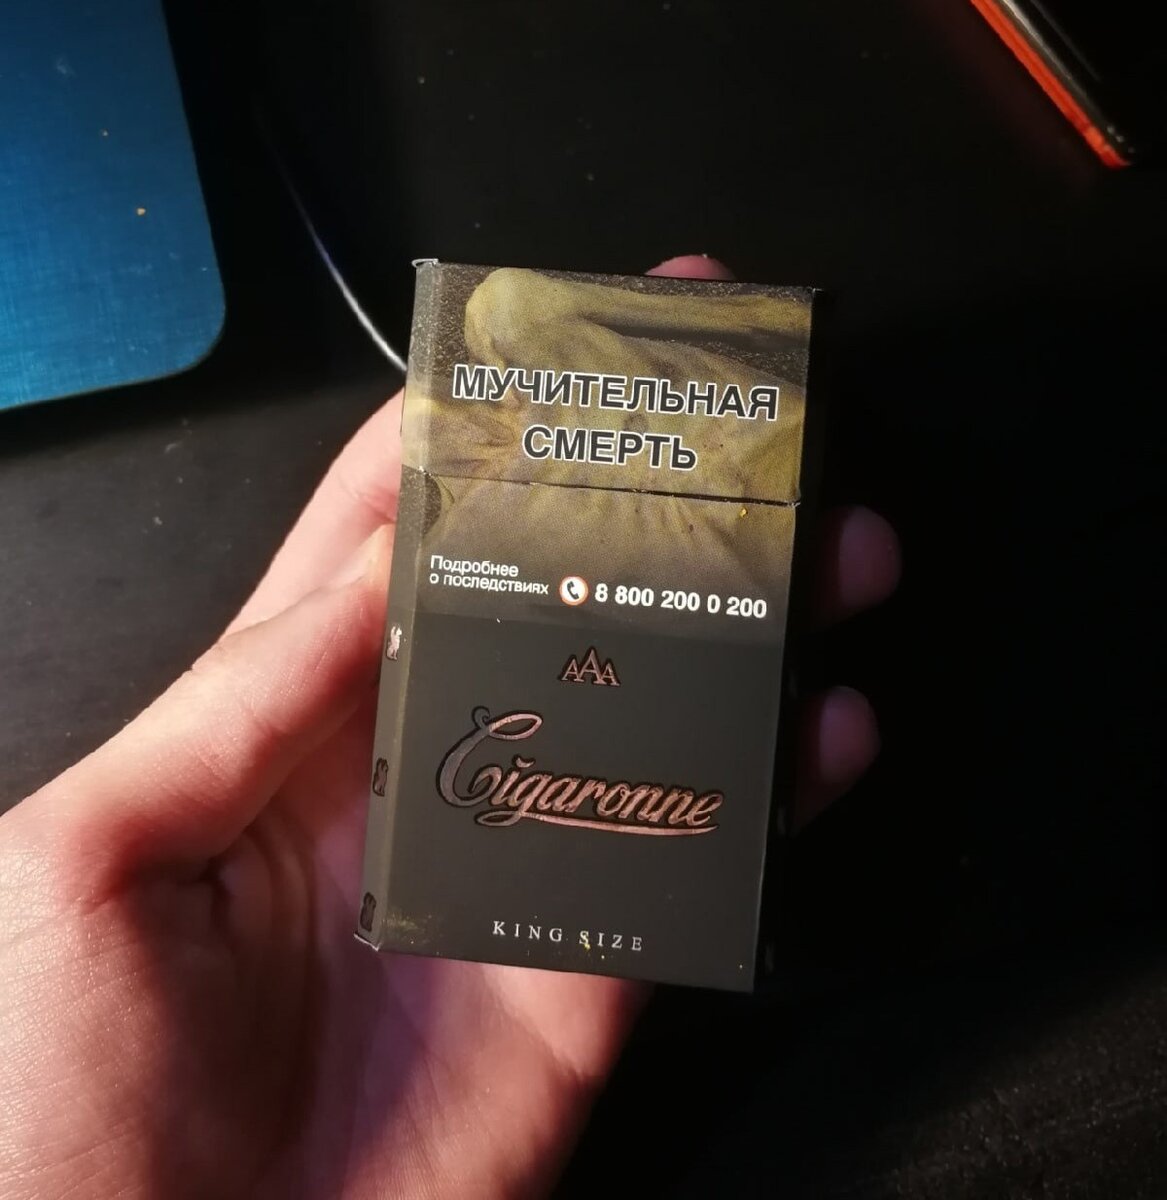 МУЧИТЕЛЬНАЯ
СМЕРТЬ
Подробнее
о последствиях 8 800 200 0 200
AAA
Cigaronne
KING SIZE